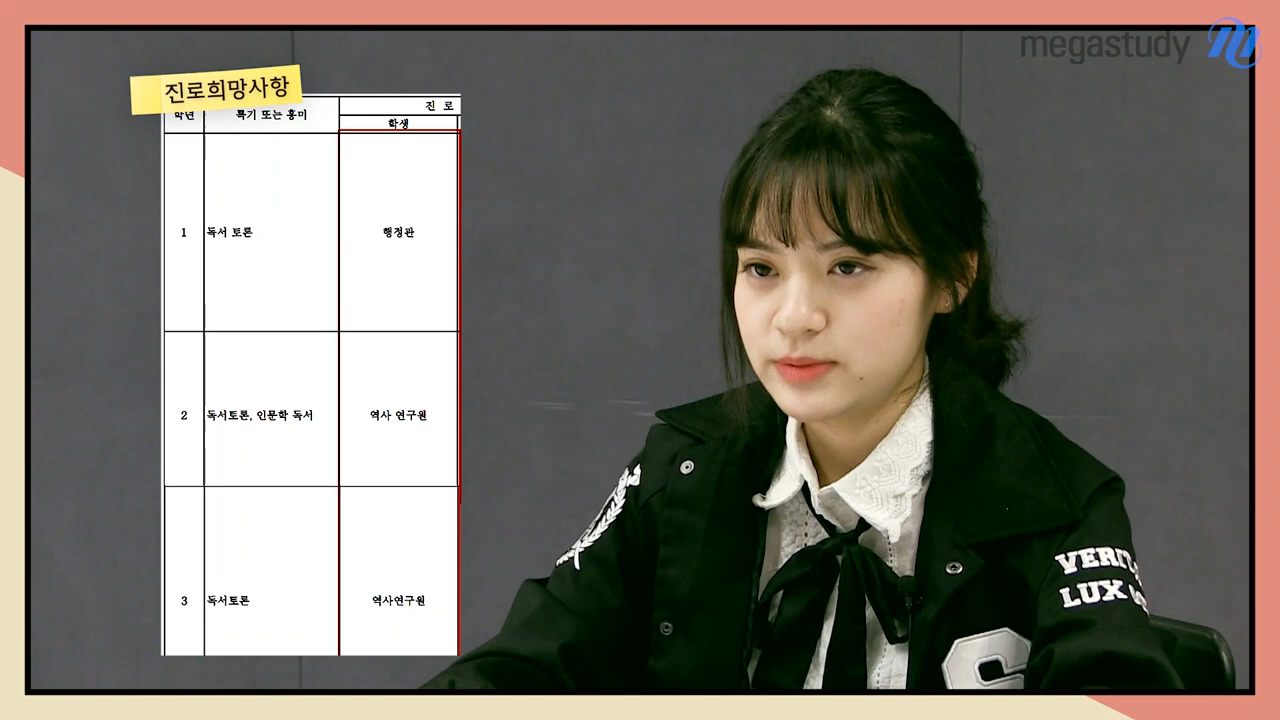 megastudy
진로희망사항
학년
특기 또는 흥미
진 로
학생
1
독서 토론
행정관
2
독서토론, 인문학 독서
역사 연구원
3
독서토론
역사연구원
LUX